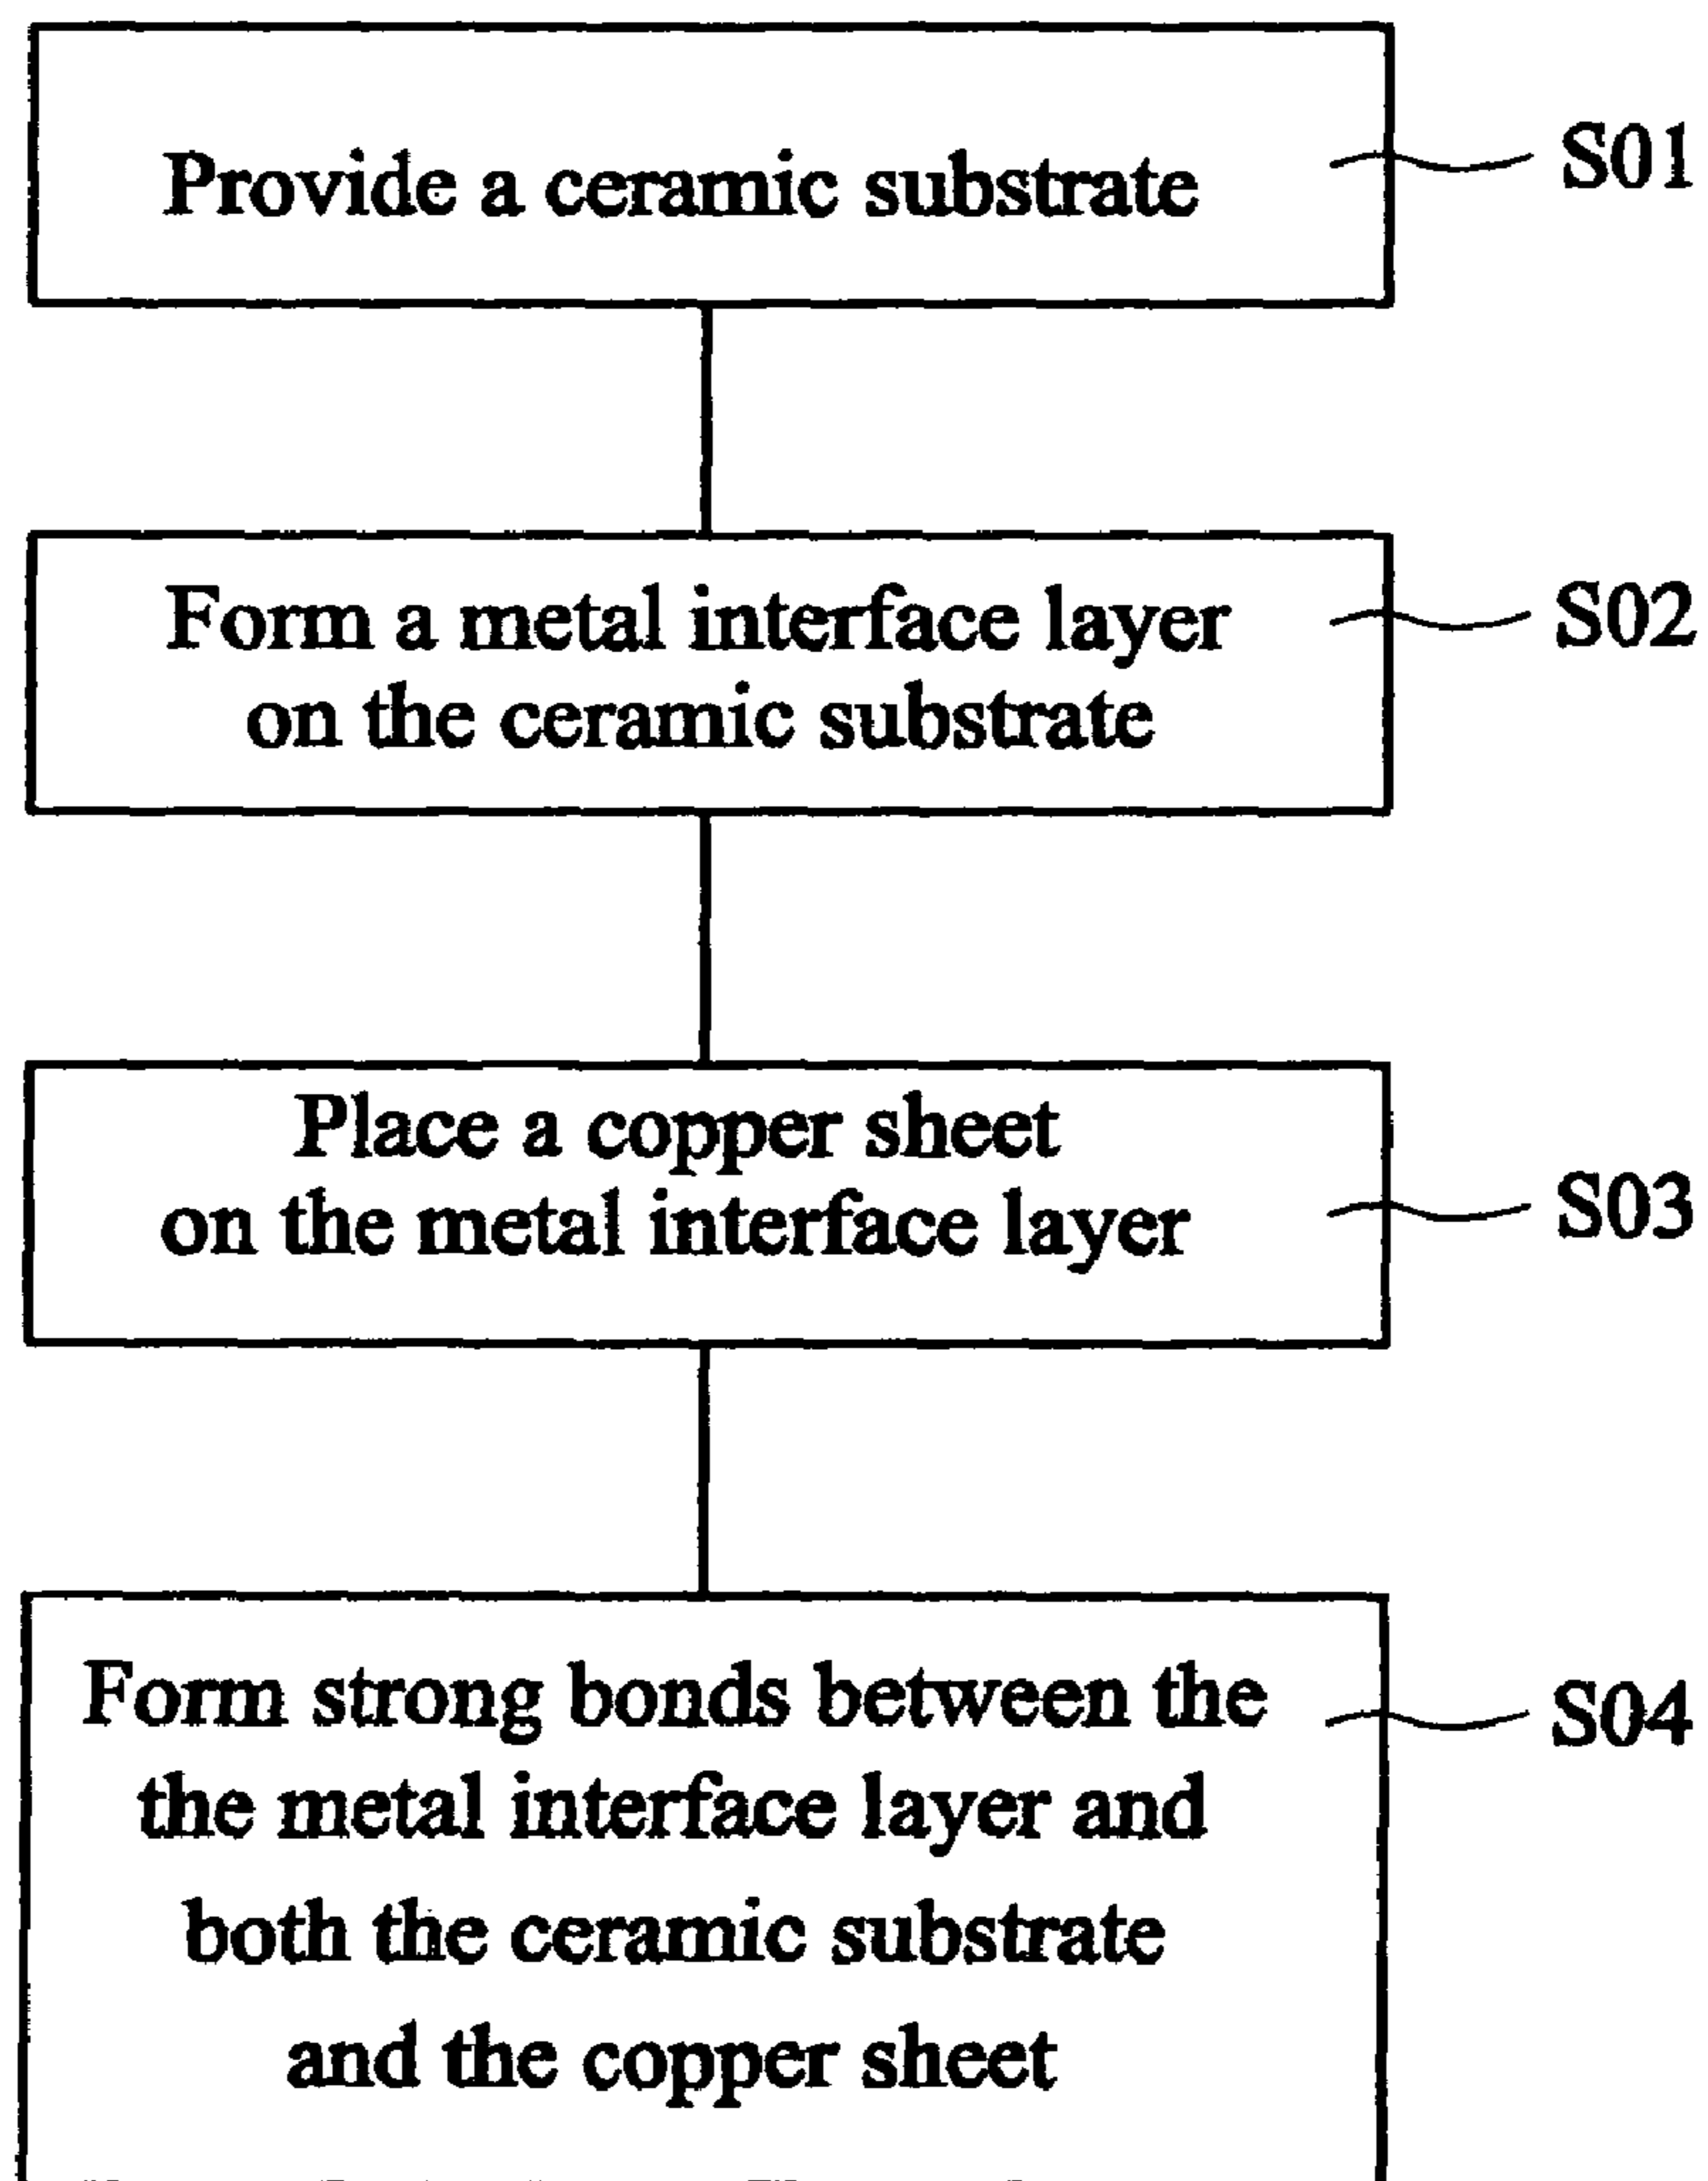 Provide a ceramic substrate
S01
Form a metal interface layer
S02
on the ceramic substrate
Place a copper sheet
on the metal interface layer
S03
Form strong bonds between the
S04
the metal interface layer and
both the ceramic substrate
and the copper sheet